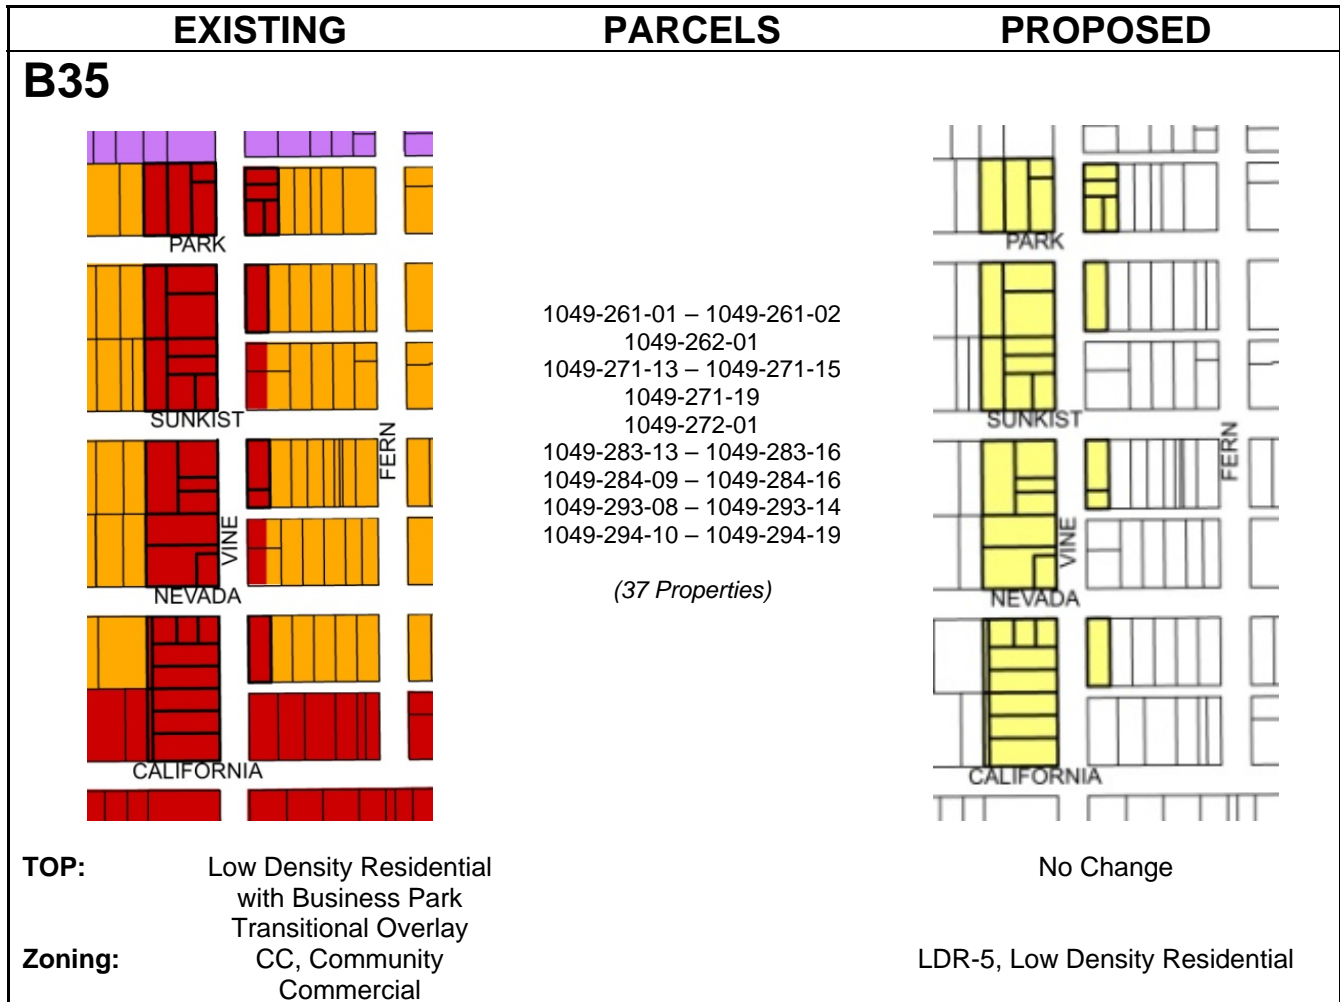 EXISTING PARCELS PROPOSED
B35
PARK
SUNKIST
FERN
VINE
NEVADA
CALIFORNIA
1049-261-01 – 1049-261-02
1049-262-01
1049-271-13 – 1049-271-15
1049-271-19
1049-272-01
1049-283-13 – 1049-283-16
1049-284-09 – 1049-284-16
1049-293-08 – 1049-293-14
1049-294-10 – 1049-294-19
(37 Properties)
PARK
SUNKIST
FERN
VINE
NEVADA
CALIFORNIA
TOP: Low Density Residential No Change
with Business Park
Transitional Overlay
Zoning: CC, Community LDR-5, Low Density Residential
Commercial